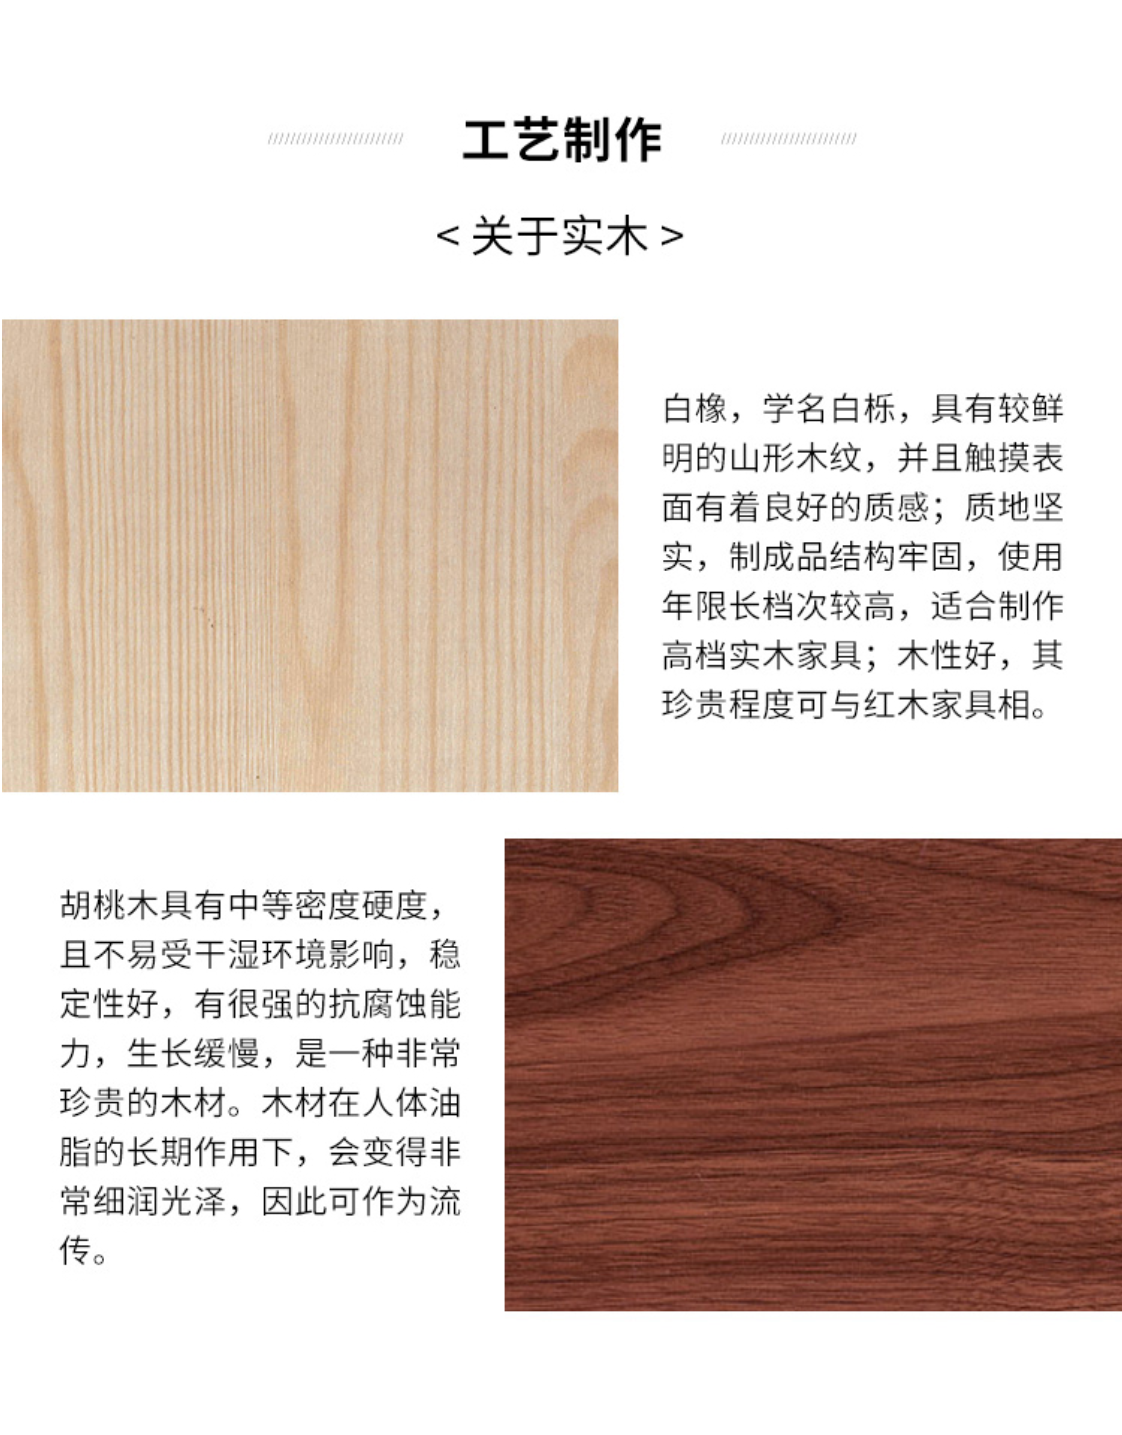 工艺制作
<关于实木>
白橡，学名白栎，具有较鲜
明的山形木纹，并且触摸表
面有着良好的质感；质地坚
实，制成品结构牢固，使用
年限长档次较高，适合制作
高档实木家具；木性好，其
珍贵程度可与红木家具相。
胡桃木具有中等密度硬度，
且不易受干湿环境影响，稳
定性好，有很强的抗腐蚀能
力，生长缓慢，是一种非常
珍贵的木材。木材在人体油
脂的长期作用下，会变得非
常细润光泽，因此可作为流
传。